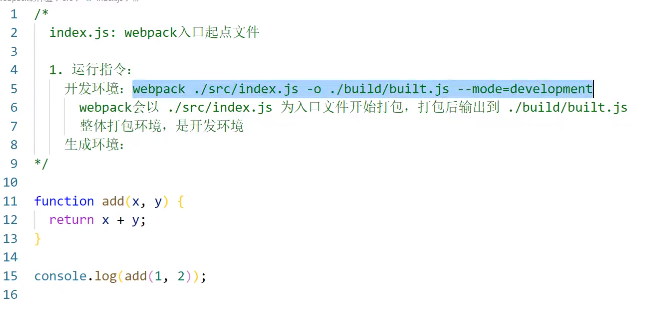 1 /*
2 index.js: webpack入口起点文件
3
4 1. 运行指令:
5 开发环境：webpack ./src/index.js -o ./build/built.js --mode=development
6 webpack会以 ./src/index.js 为入口文件开始打包，打包后输出到 ./build/built.js
7 整体打包环境，是开发环境
8 生成环境：
9 */
10
11 function add(x, y) {
12 return x + y;
13 }
14
15 console.log(add(1, 2));
16